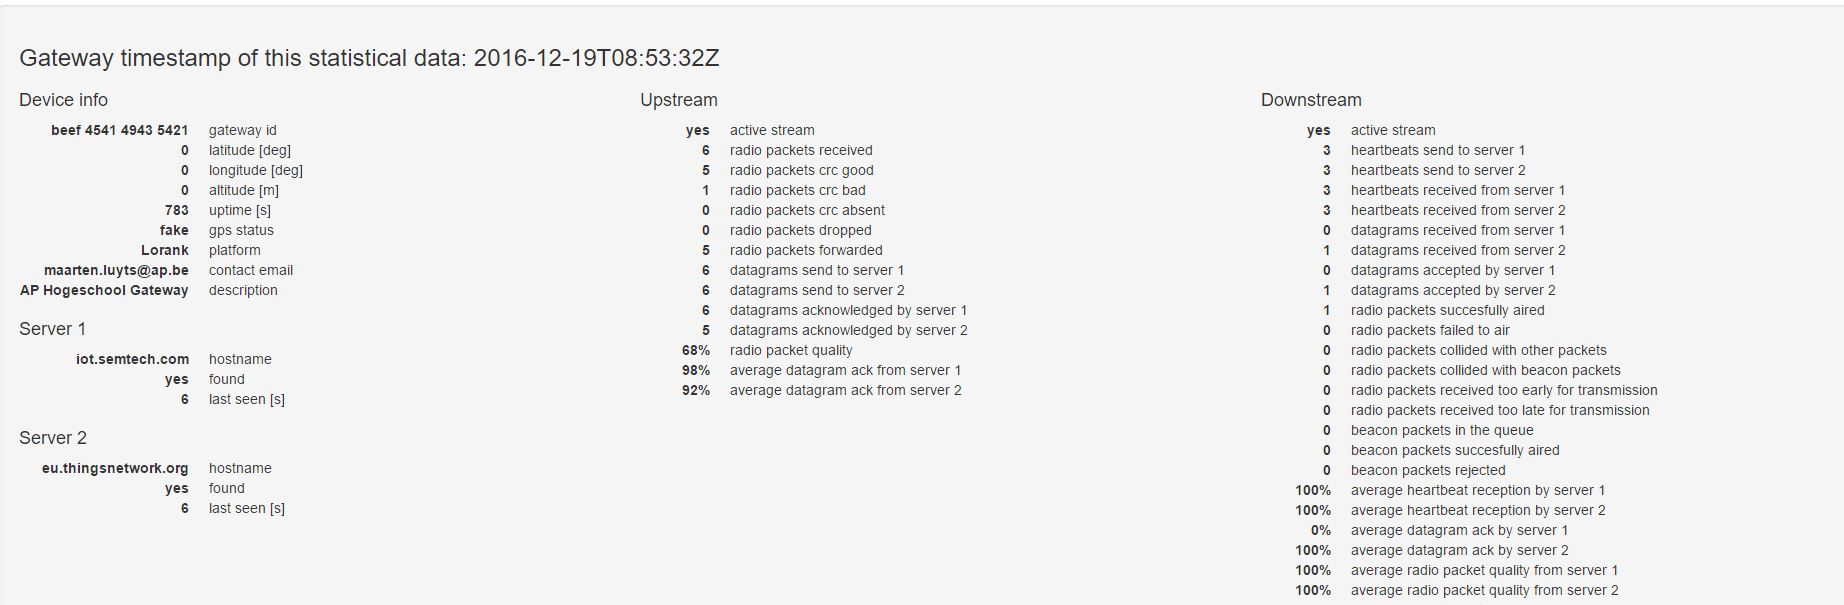 Gateway timestamp of this statistical data: 2016-12-19T08:53:32Z
Device info
beef 4541 4943 5421 gateway id
0 latitude [deg]
0 longitude [deg]
0 altitude [m]
783 uptime [s]
fake gps status
Lorank platform
maarten.luyts@ap.be contact email
AP Hogeschool Gateway description
Server 1
iot.semtech.com hostname
yes found
6 last seen [s]
Server 2
eu.thingsnetwork.org hostname
yes found
6 last seen [s]
Upstream
yes active stream
6 radio packets received
5 radio packets crc good
1 radio packets crc bad
0 radio packets crc absent
0 radio packets dropped
5 radio packets forwarded
6 datagrams send to server 1
6 datagrams send to server 2
6 datagrams acknowledged by server 1
5 datagrams acknowledged by server 2
68% radio packet quality
98% average datagram ack from server 1
92% average datagram ack from server 2
Downstream
yes active stream
3 heartbeats send to server 1
3 heartbeats send to server 2
3 heartbeats received from server 1
3 heartbeats received from server 2
0 datagrams received from server 1
1 datagrams received from server 2
0 datagrams accepted by server 1
1 datagrams accepted by server 2
1 radio packets succesfully aired
0 radio packets failed to air
0 radio packets collided with other packets
0 radio packets collided with beacon packets
0 radio packets received too early for transmission
0 radio packets received too late for transmission
0 beacon packets in the queue
0 beacon packets succesfully aired
0 beacon packets rejected
100% average heartbeat reception by server 1
100% average heartbeat reception by server 2
0% average datagram ack by server 1
100% average datagram ack by server 2
100% average radio packet quality from server 1
100% average radio packet quality from server 2